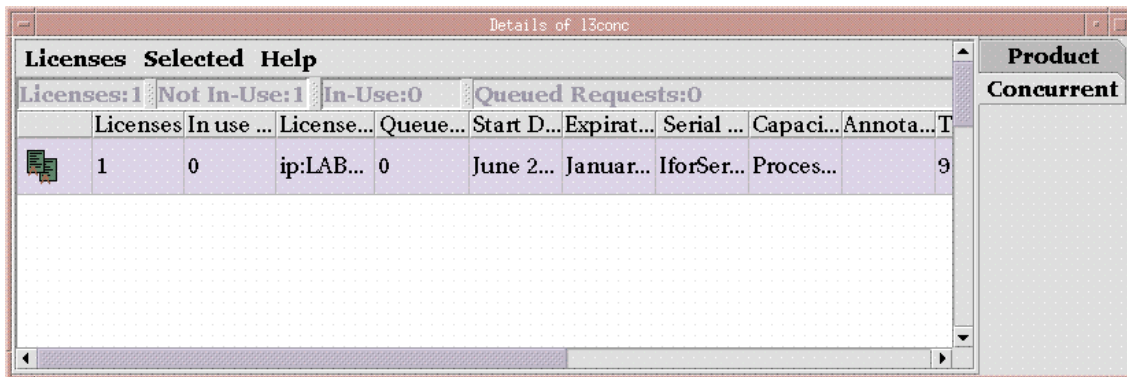 Details of l3conc
Licenses Selected Help
Product
Concurrent
Licenses:1 Not In-Use:1 In-Use:0 Queued Requests:0
Licenses In use ... License... Queue... Start D... Expirat... Serial ... Capaci... Annota... T
1 0 ip:LAB... 0 June 2... Januar... IforSer... Proces... 9